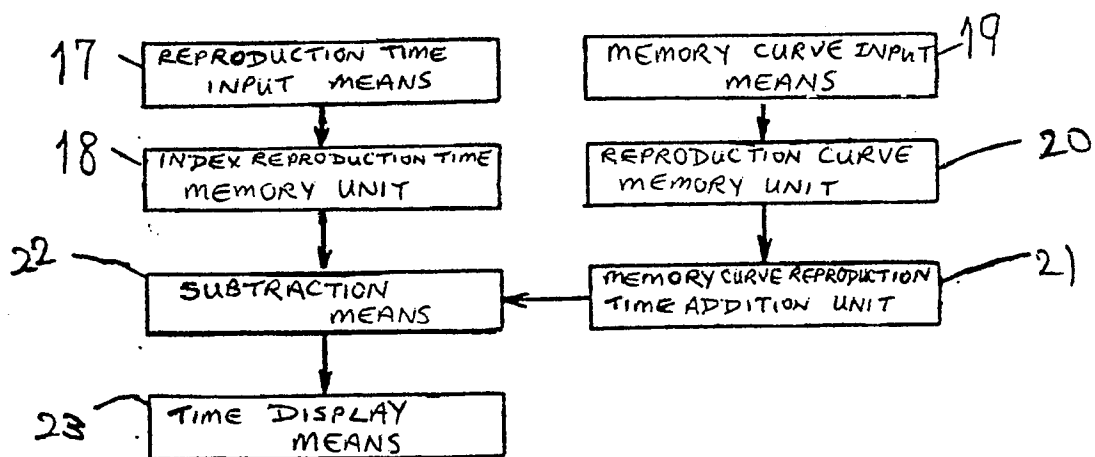 17
REPRODUCTION TIME
INPUT MEANS
MEMORY CURVE INPUT
MEANS
19
18
INDEX REPRODUCTION TIME
MEMORY UNIT
REPRODUCTION CURVE
MEMORY UNIT
20
22
SUBTRACTION
MEANS
MEMORY CURVE REPRODUCTION
TIME ADDITION UNIT
21
23
TIME DISPLAY
MEANS